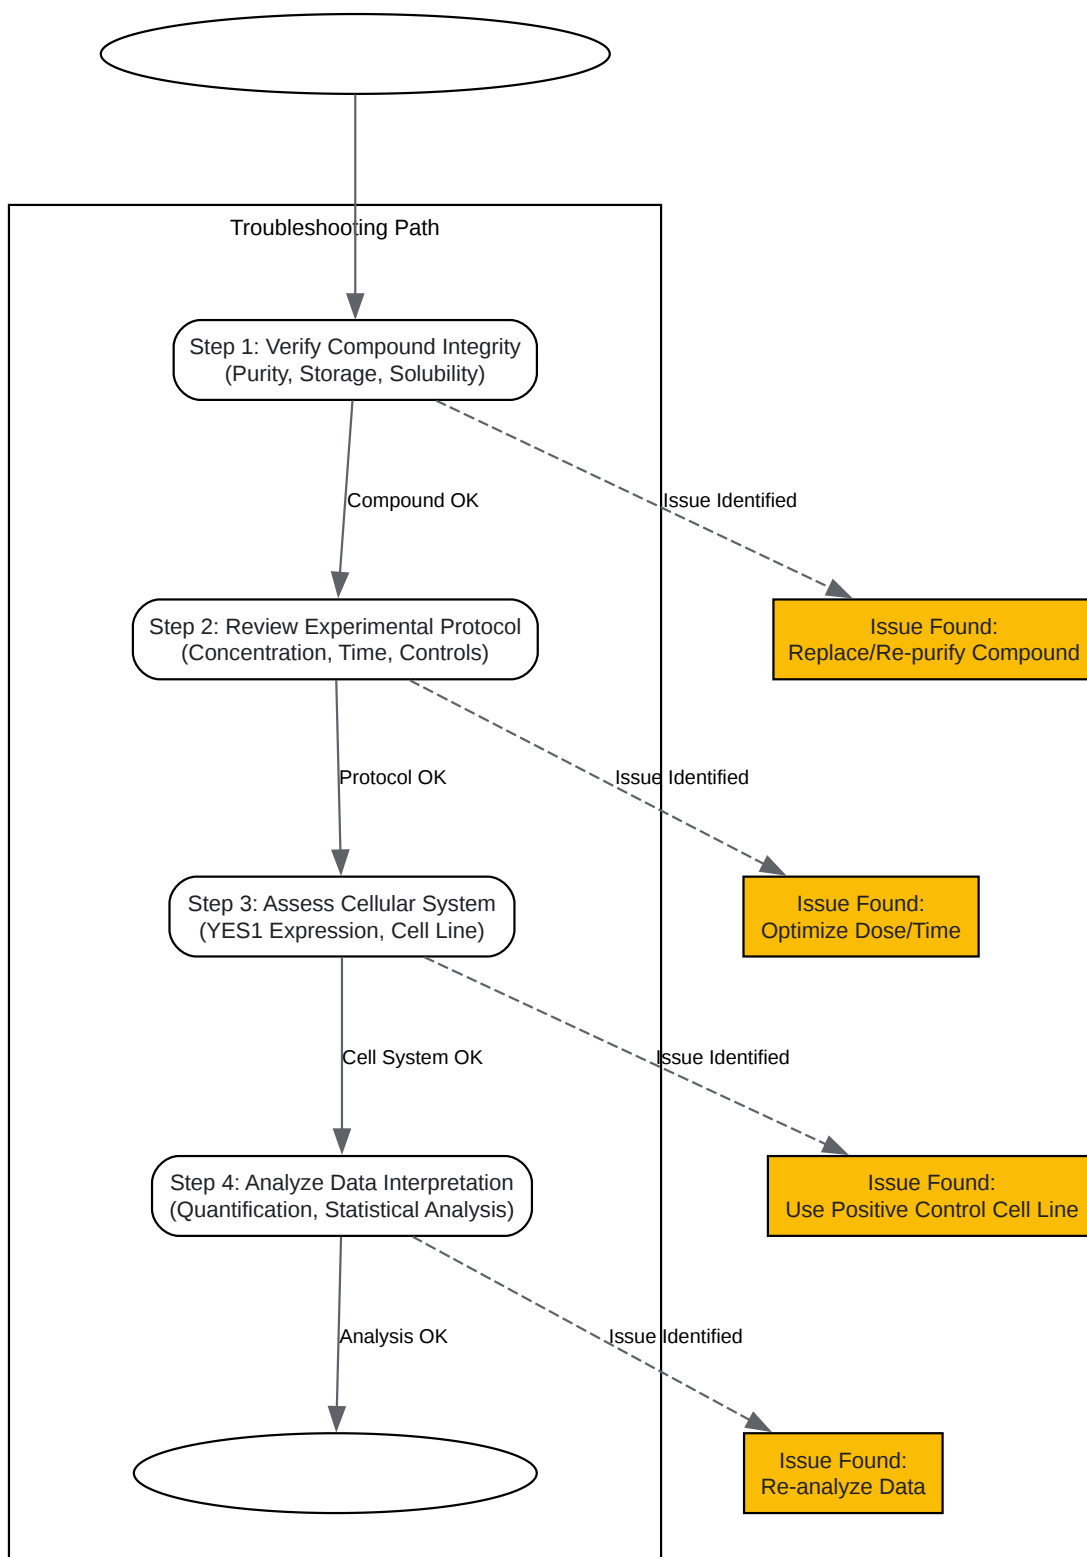 Troubleshooting Path
Step 1: Verify Compound Integrity
(Purity, Storage, Solubility)
Compound OK
Issue Identified
Step 2: Review Experimental Protocol
(Concentration, Time, Controls)
Issue Found:
Replace/Re-purify Compound
Protocol OK
Issue Identified
Step 3: Assess Cellular System
(YES1 Expression, Cell Line)
Issue Found:
Optimize Dose/Time
Cell System OK
Issue Identified
Step 4: Analyze Data Interpretation
(Quantification, Statistical Analysis)
Issue Found:
Use Positive Control Cell Line
Analysis OK
Issue Identified
Issue Found:
Re-analyze Data